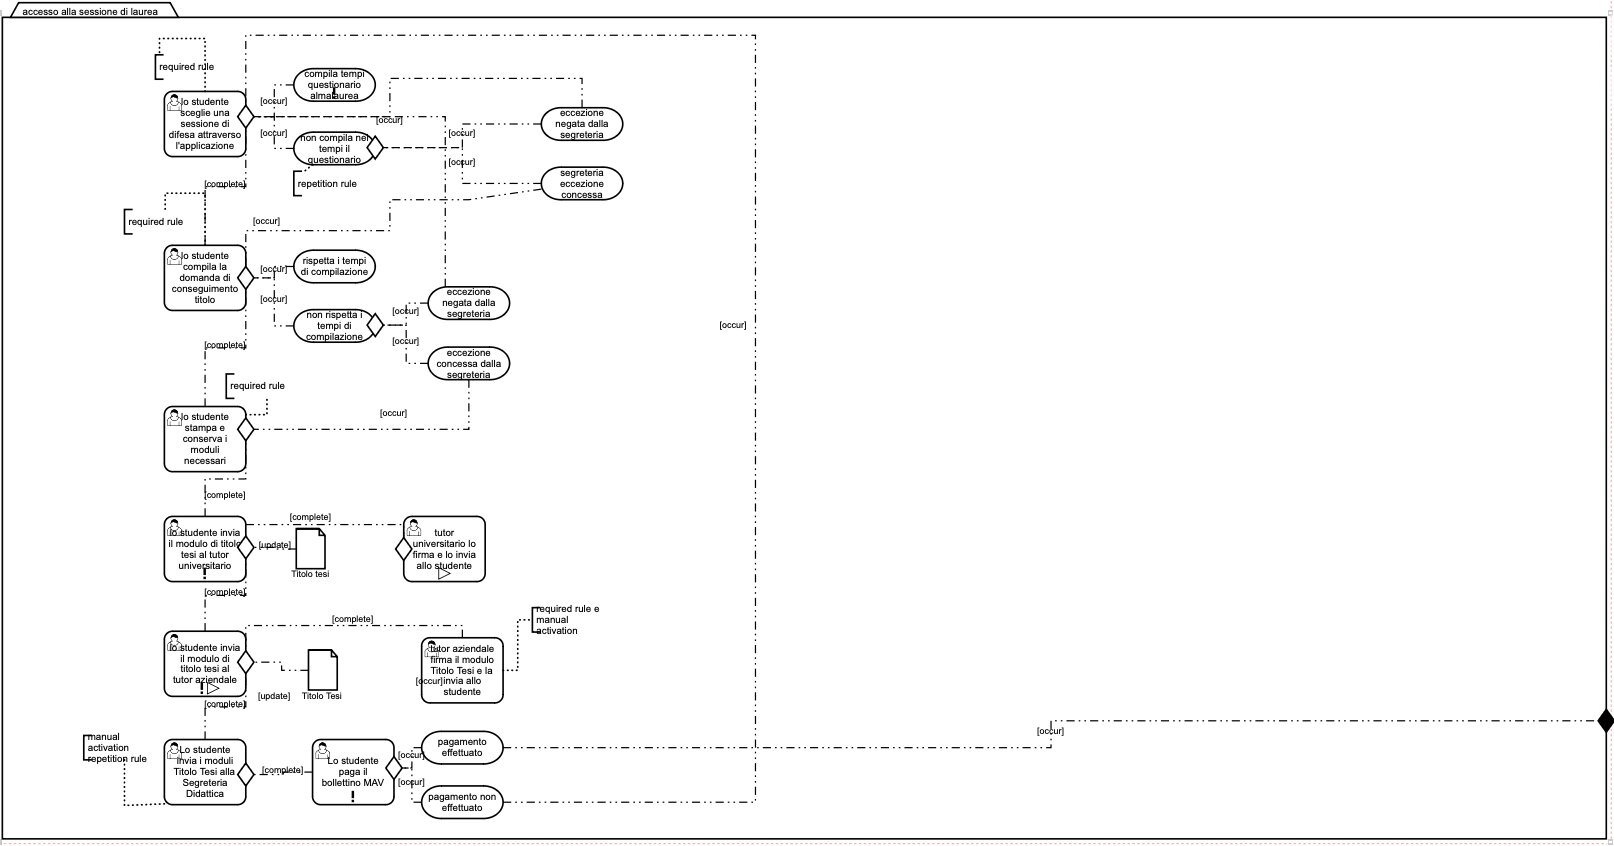 accesso alla sessione di laurea
required rule
compila tempi
questionario
almalaurea
lo studente
sceglie una
sessione di
difesa attraverso
l'applicazione
[occur]
[occur]
[occur]
non compila nei
tempi il
questionario
repetition rule
eccezione
negata dalla
segreteria
[occur]
[occur]
segreteria
eccezione
concessa
[complete]
required rule
[occur]
lo studente
compila la
domanda di
conseguimento
titolo
[occur]
[occur]
rispetta i tempi
di compilazione
non rispetta i
tempi di
compilazione
[occur]
[occur]
eccezione
negata dalla
segreteria
eccezione
concessa dalla
segreteria
[occur]
[complete]
required rule
[occur]
lo studente
stampa e
conserva i
moduli
necessari
[complete]
lo studente invia
il modulo di titolo
tesi al tutor
universitario
[complete]
[update]
Titolo tesi
tutor
universitario lo
firma e lo invia
allo studente
[complete]
lo studente invia
il modulo di
titolo tesi al
tutor aziendale
[complete]
[update]
Titolo Tesi
tutor aziendale
firma il modulo
Titolo Tesi e la
invia allo
studente
[occur]
required rule e
manual
activation
[complete]
manual
activation
repetition rule
Lo studente
invia i moduli
Titolo Tesi alla
Segreteria
Didattica
[complete]
Lo studente
paga il
bollettino MAV
[occur]
[occur]
pagamento
effettuato
pagamento non
effettuato
[occur]